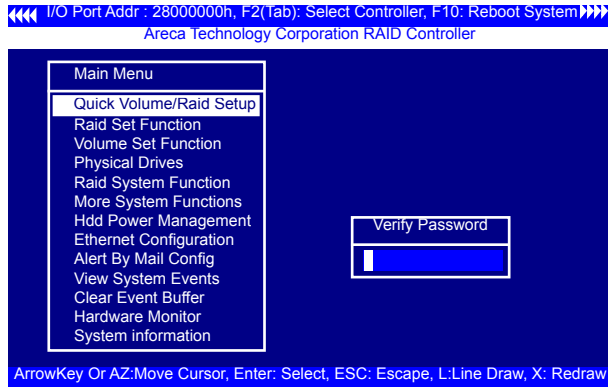 I/O Port Addr : 28000000h, F2(Tab): Select Controller, F10: Reboot System
Areca Technology Corporation RAID Controller
Main Menu
Quick Volume/Raid Setup
Raid Set Function
Volume Set Function
Physical Drives
Raid System Function
More System Functions
Hdd Power Management
Ethernet Configuration
Alert By Mail Config
View System Events
Clear Event Buffer
Hardware Monitor
System information
Verify Password
ArrowKey Or AZ:Move Cursor, Enter: Select, ESC: Escape, L:Line Draw, X: Redraw